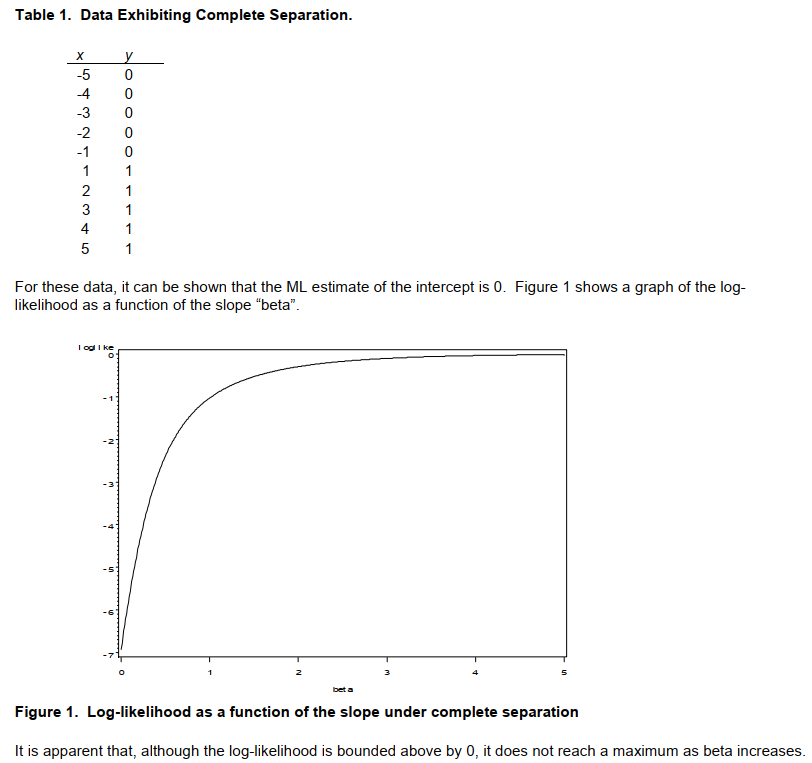 Table 1. Data Exhibiting Complete Separation.
x y
-5 0
-4 0
-3 0
-2 0
-1 0
1 1
2 1
3 1
4 1
5 1
For these data, it can be shown that the ML estimate of the intercept is 0. Figure 1 shows a graph of the log-
likelihood as a function of the slope “beta”.
loglike
0
-1
-2
-3
-4
-5
-6
-7
0 1 2 3 4 5
beta
Figure 1. Log-likelihood as a function of the slope under complete separation
It is apparent that, although the log-likelihood is bounded above by 0, it does not reach a maximum as beta increases.